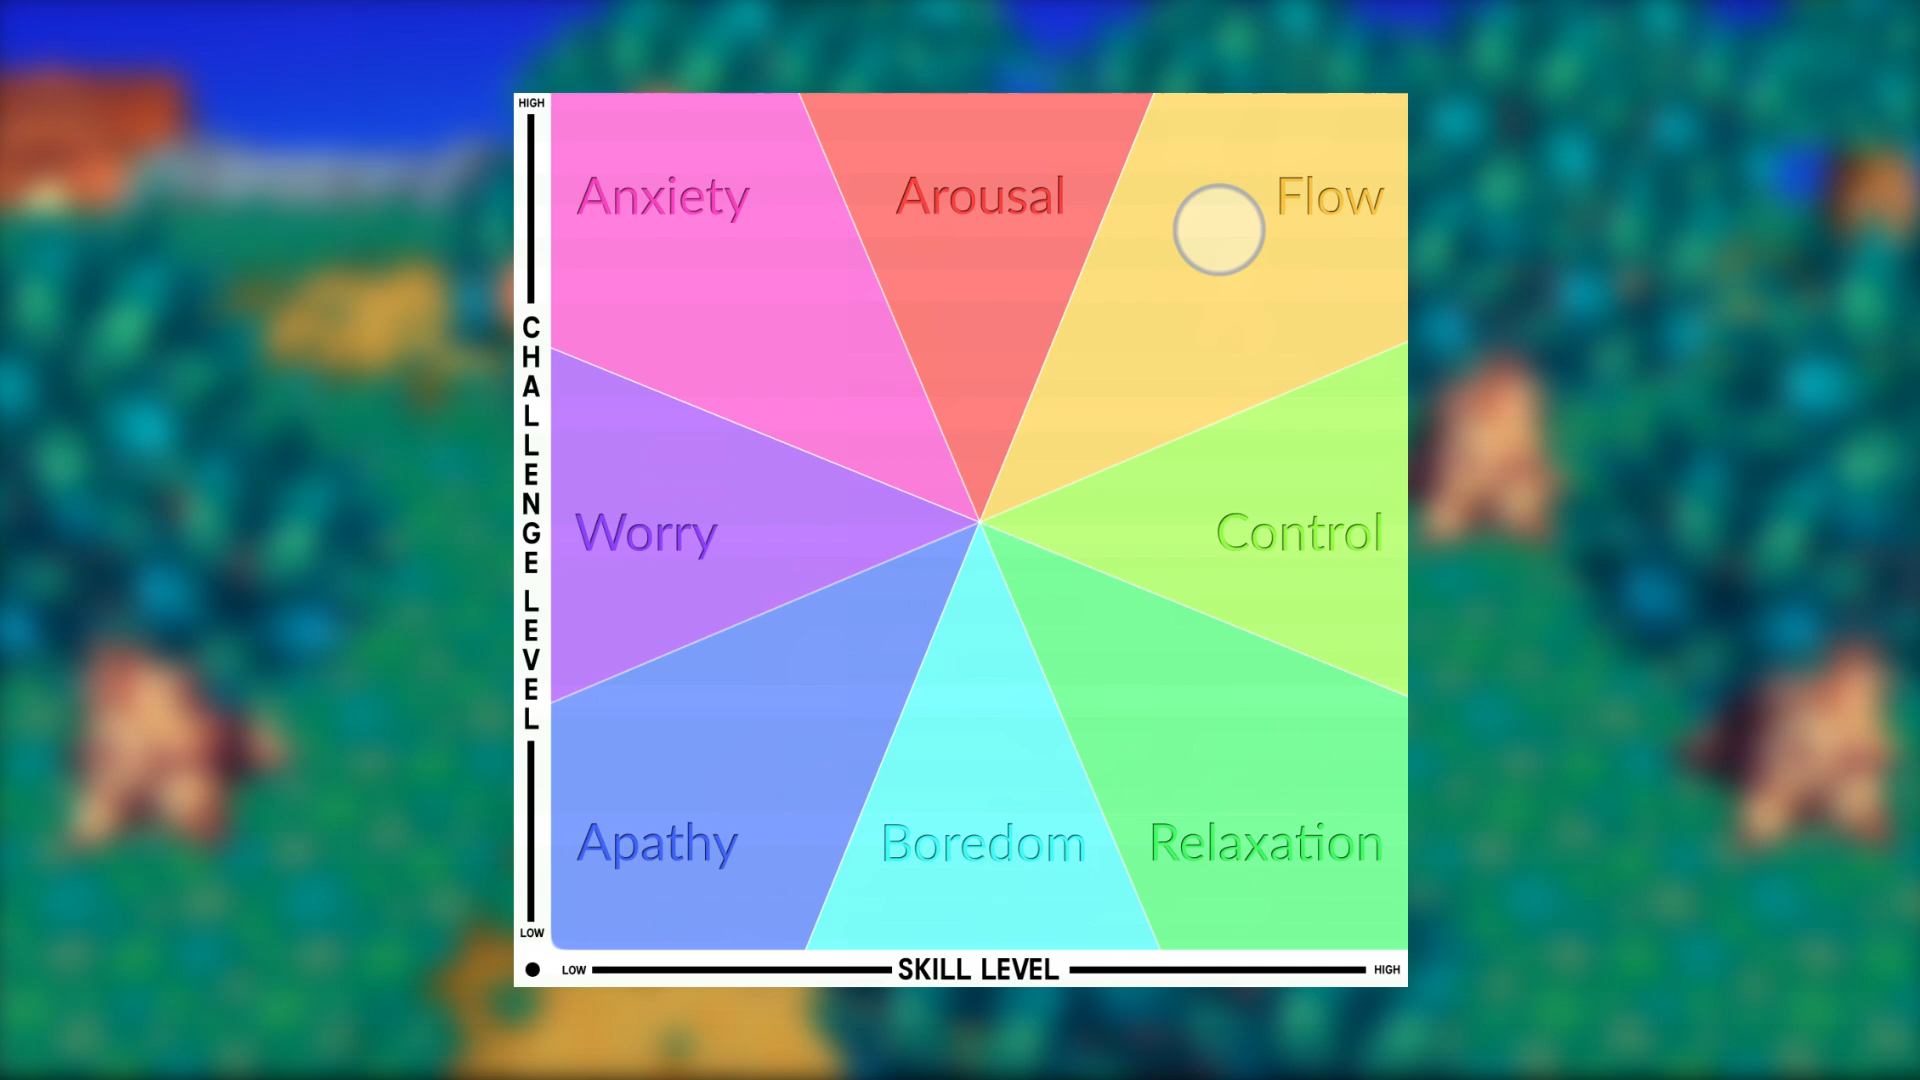 HIGH
Anxiety
Arousal
Flow
CHALLENGE LEVEL
Worry
Control
Apathy
Boredom
Relaxation
LOW
LOW
SKILL LEVEL
HIGH